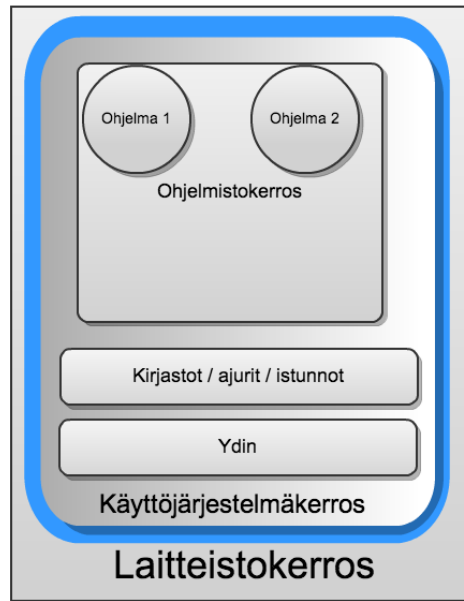 Ohjelma 1
Ohjelma 2
Ohjelmistokerros
Kirjastot / ajurit / istunnot
Ydin
Käyttöjärjestelmäkerros
Laitteistokerros